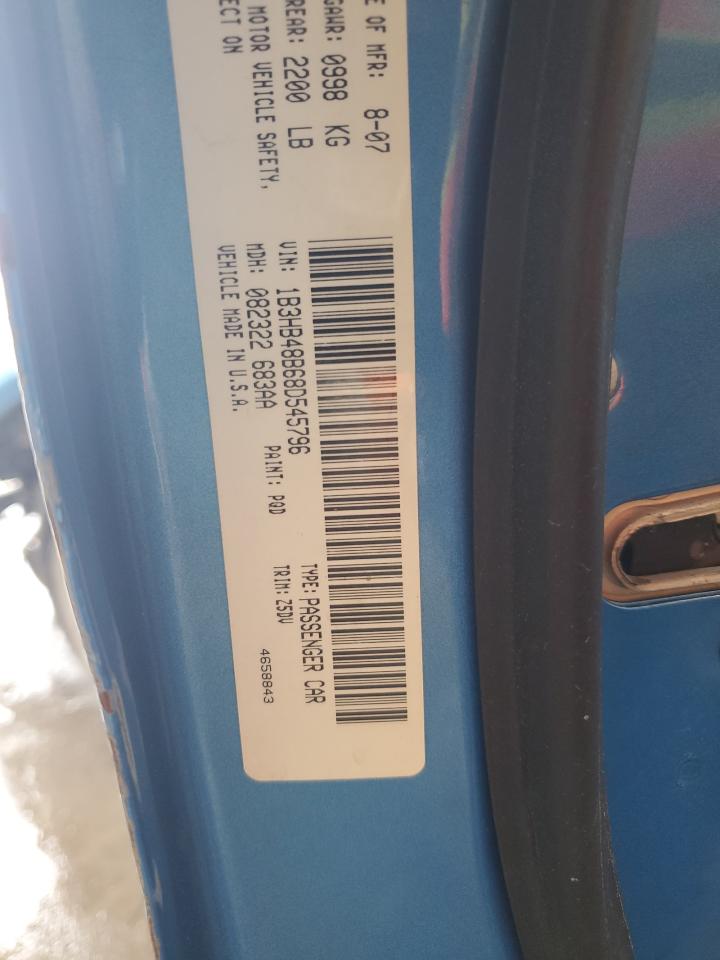 E OF MFR: 8-07
GAWR: 0998 KG
REAR: 2200 LB
MOTOR VEHICLE SAFETY,
ECT ON
VIN: 1B3HB48B68D545796
TYPE: PASSENGER CAR
MDH: 082322 683AA
PAINT: PQD
TRIM: Z5DV
VEHICLE MADE IN U.S.A.
4658843